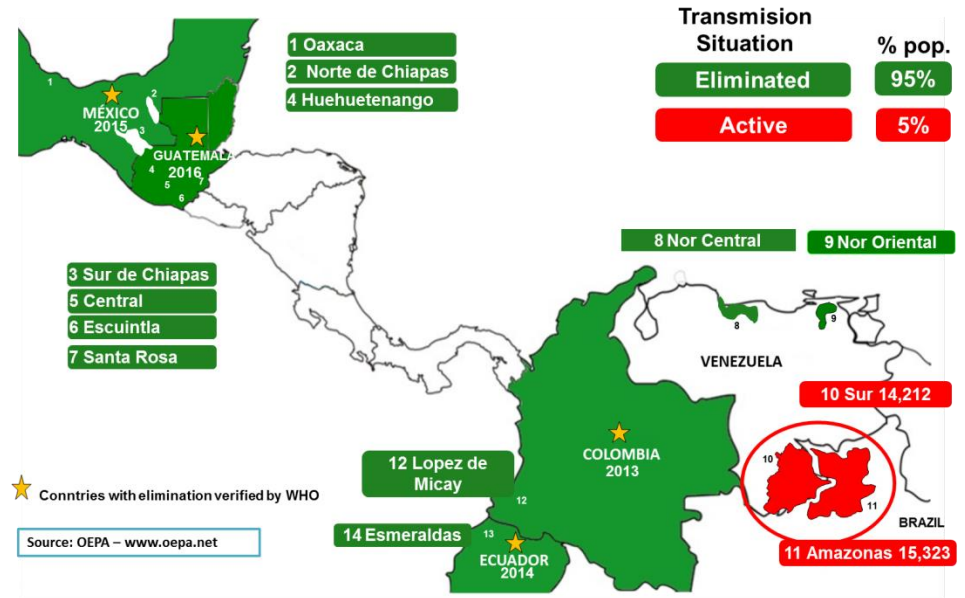 Transmision
Situation
% pop.
Eliminated
95%
Active
5%
1 Oaxaca
2 Norte de Chiapas
4 Huehuetenango
1
2
MÉXICO
2015
3
GUATEMALA
2016
4
5
6
7
3 Sur de Chiapas
5 Central
6 Escuintla
7 Santa Rosa
8 Nor Central
9 Nor Oriental
8
9
VENEZUELA
10 Sur 14,212
COLOMBIA
2013
10
11
BRAZIL
11 Amazonas 15,323
12 Lopez de
Micay
12
14 Esmeraldas
13
ECUADOR
2014
Conntries with elimination verified by WHO
Source: OEPA – www.oepa.net